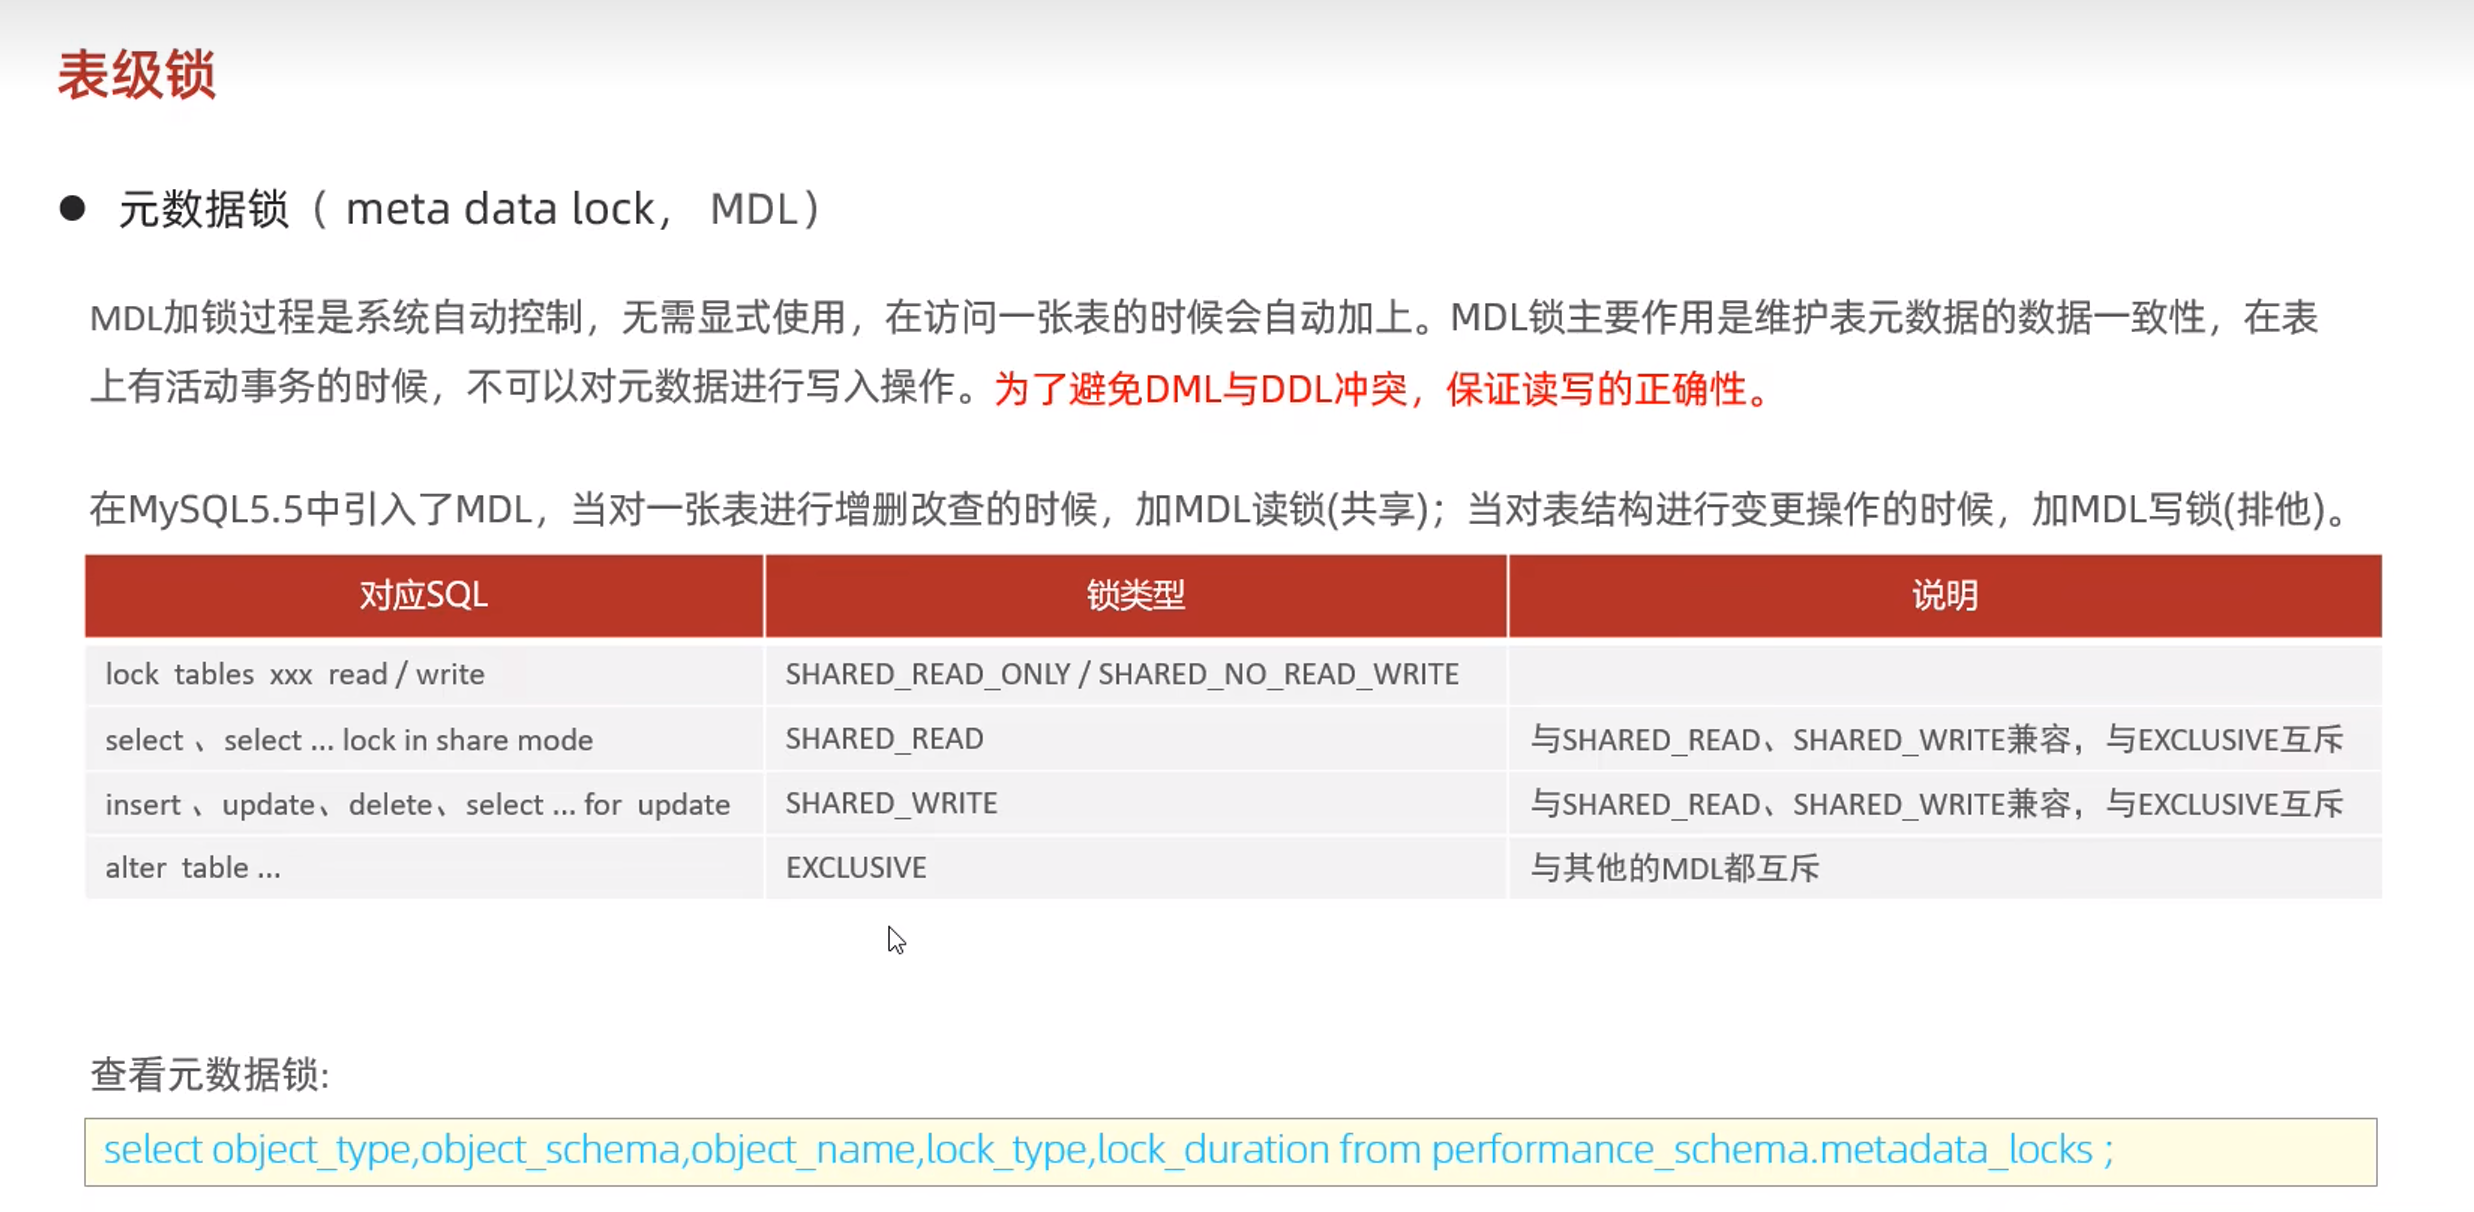 表级锁
元数据锁（ meta data lock， MDL）
MDL加锁过程是系统自动控制，无需显式使用，在访问一张表的时候会自动加上。MDL锁主要作用是维护表元数据的数据一致性，在表
上有活动事务的时候，不可以对元数据进行写入操作。为了避免DML与DDL冲突，保证读写的正确性。
在MySQL5.5中引入了MDL，当对一张表进行增删改查的时候，加MDL读锁(共享)；当对表结构进行变更操作的时候，加MDL写锁(排他)。
对应SQL 锁类型 说明
lock tables xxx read / write SHARED_READ_ONLY / SHARED_NO_READ_WRITE
select 、select ... lock in share mode SHARED_READ 与SHARED_READ、SHARED_WRITE兼容，与EXCLUSIVE互斥
insert 、update、delete、select ... for update SHARED_WRITE 与SHARED_READ、SHARED_WRITE兼容，与EXCLUSIVE互斥
alter table ... EXCLUSIVE 与其他的MDL都互斥
查看元数据锁:
select object_type,object_schema,object_name,lock_type,lock_duration from performance_schema.metadata_locks ;